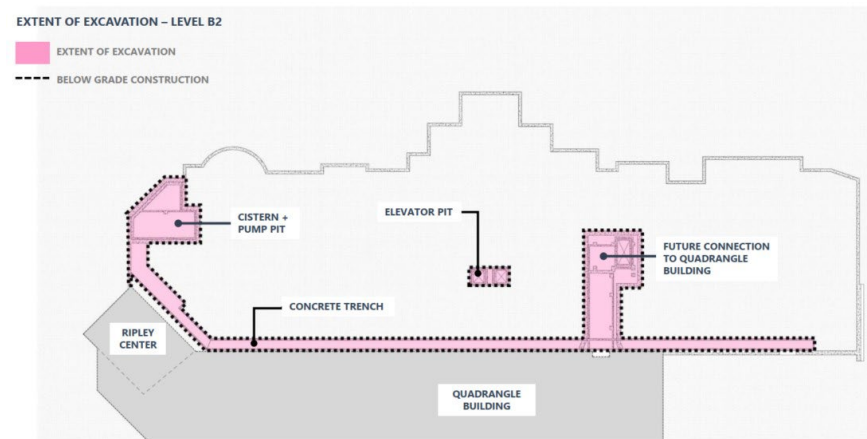 EXTENT OF EXCAVATION – LEVEL B2
EXTENT OF EXCAVATION
BELOW GRADE CONSTRUCTION
CISTERN +
PUMP PIT
ELEVATOR PIT
FUTURE CONNECTION
TO QUADRANGLE
BUILDING
CONCRETE TRENCH
RIPLEY
CENTER
QUADRANGLE
BUILDING